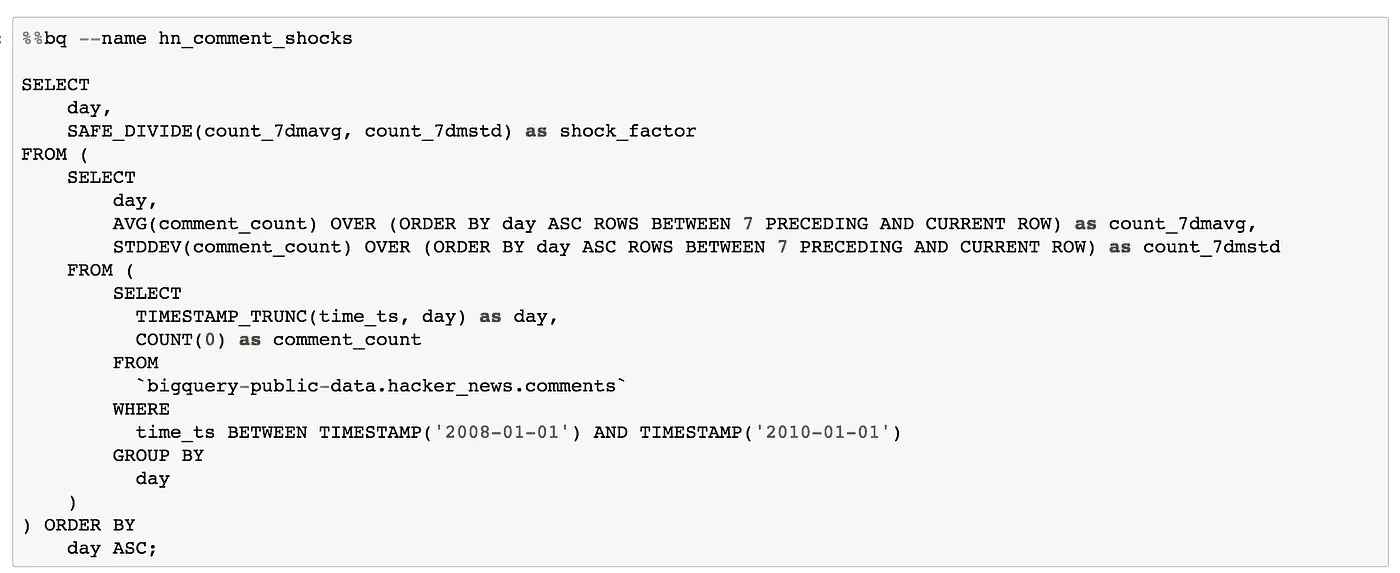 %%bq --name hn_comment_shocks
SELECT
day,
SAFE_DIVIDE(count_7dmavg, count_7dmstd) as shock_factor
FROM (
SELECT
day,
AVG(comment_count) OVER (ORDER BY day ASC ROWS BETWEEN 7 PRECEDING AND CURRENT ROW) as count_7dmavg,
STDDEV(comment_count) OVER (ORDER BY day ASC ROWS BETWEEN 7 PRECEDING AND CURRENT ROW) as count_7dmstd
FROM (
SELECT
TIMESTAMP_TRUNC(time_ts, day) as day,
COUNT(0) as comment_count
FROM
`bigquery-public-data.hacker_news.comments`
WHERE
time_ts BETWEEN TIMESTAMP('2008-01-01') AND TIMESTAMP('2010-01-01')
GROUP BY
day
)
) ORDER BY
day ASC;